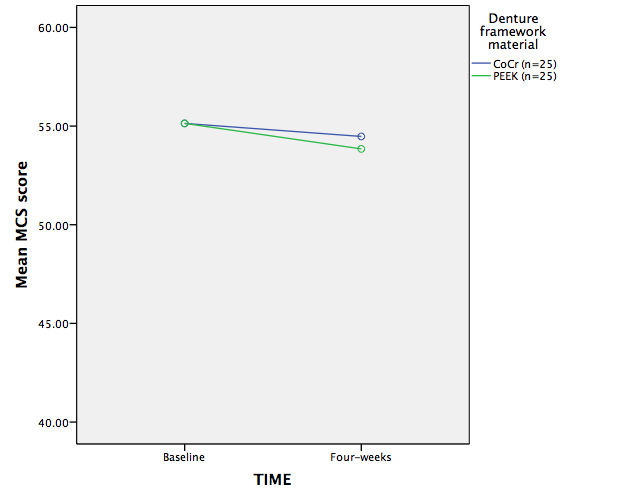 Denture
framework
material
CoCr (n=25)
PEEK (n=25)
60.00
55.00
50.00
45.00
40.00
Mean MCS score
Baseline
Four-weeks
TIME